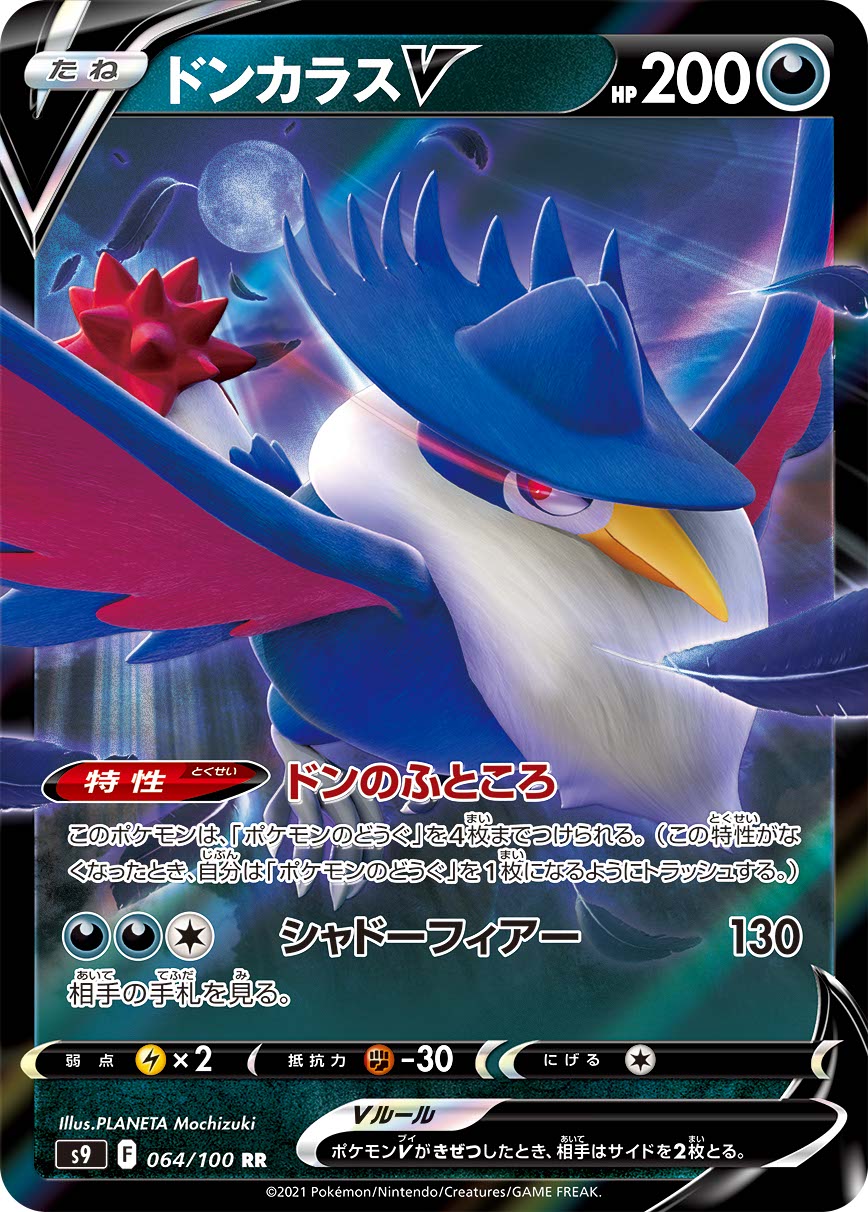 たね ドンカラスV HP 200
特性 とくせい ドンのふところ
このポケモンは、「ポケモンのどうぐ」を4枚までつけられる。（この特性がな
くなったとき、自分は「ポケモンのどうぐ」を1枚になるようにトラッシュする。）
シャドーフィアー 130
相手の手札を見る。
弱点 ×2 抵抗力 -30 にげる
Illus.PLANETA Mochizuki
Vルール
ポケモンVがきぜつしたとき、相手はサイドを2枚とる。
s9 F 064/100 RR
©2021 Pokémon/Nintendo/Creatures/GAME FREAK.